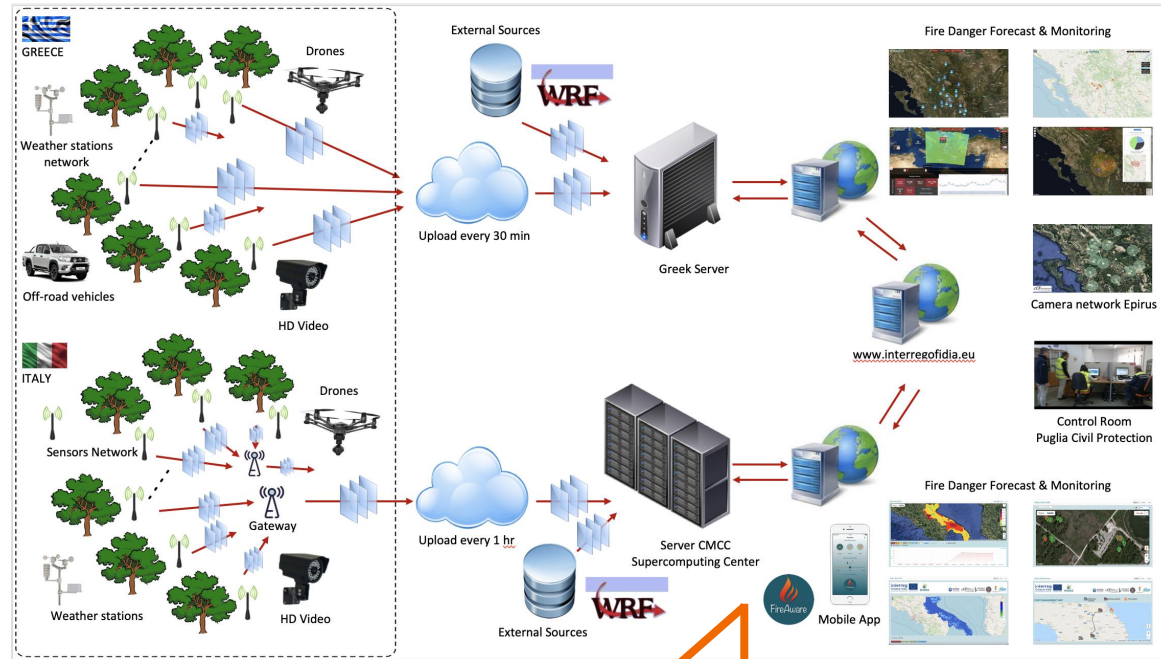 GREECE
Drones
External Sources
WRF
Fire Danger Forecast & Monitoring
Weather stations
network
Upload every 30 min
Greek Server
Off-road vehicles
HD Video
Camera network Epirus
www.interregofidia.eu
ITALY
Drones
Sensors Network
Control Room
Puglia Civil Protection
Gateway
Upload every 1 hr
Server CMCC
Supercomputing Center
Fire Danger Forecast & Monitoring
Weather stations
HD Video
External Sources
WRF
FireAware
Mobile App